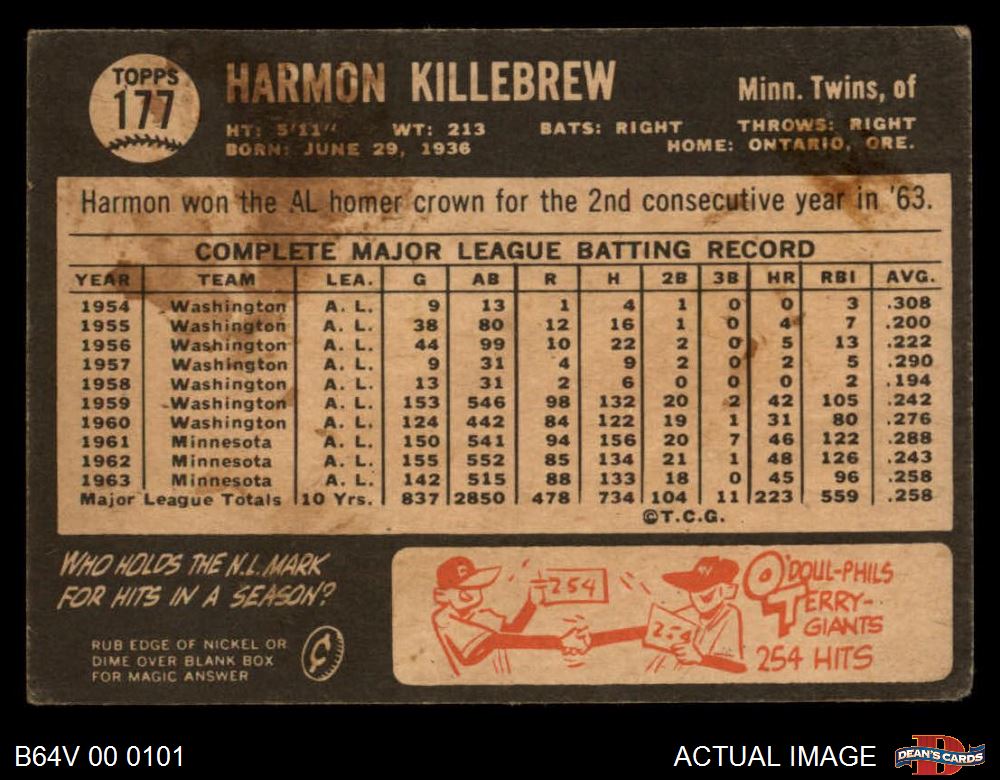 TOPPS
177
HARMON KILLEBREW
Minn. Twins, of
HT: 5'11" WT: 213 BATS: RIGHT THROWS: RIGHT
BORN: JUNE 29, 1936 HOME: ONTARIO, ORE.
Harmon won the AL homer crown for the 2nd consecutive year in '63.
COMPLETE MAJOR LEAGUE BATTING RECORD
YEAR TEAM LEA. G AB R H 2B 3B HR RBI AVG.
1954 Washington A. L. 9 13 1 4 1 0 0 3 .308
1955 Washington A. L. 38 80 12 16 1 0 4 7 .200
1956 Washington A. L. 44 99 10 22 2 0 5 13 .222
1957 Washington A. L. 9 31 4 9 2 0 2 5 .290
1958 Washington A. L. 13 31 2 6 0 0 0 2 .194
1959 Washington A. L. 153 546 98 132 20 2 42 105 .242
1960 Washington A. L. 124 442 84 122 19 1 31 80 .276
1961 Minnesota A. L. 150 541 94 156 20 7 46 122 .288
1962 Minnesota A. L. 155 552 85 134 21 1 48 126 .243
1963 Minnesota A. L. 142 515 88 133 18 0 45 96 .258
Major League Totals 10 Yrs. 837 2850 478 734 104 11 223 559 .258
©T.C.G.
WHO HOLDS THE N.L. MARK
FOR HITS IN A SEASON?
RUB EDGE OF NICKEL OR
DIME OVER BLANK BOX
FOR MAGIC ANSWER
254
254
O'DOUL-PHILS
TERRY-
GIANTS
254 HITS
B64V 00 0101
ACTUAL IMAGE
DEAN'S CARDS